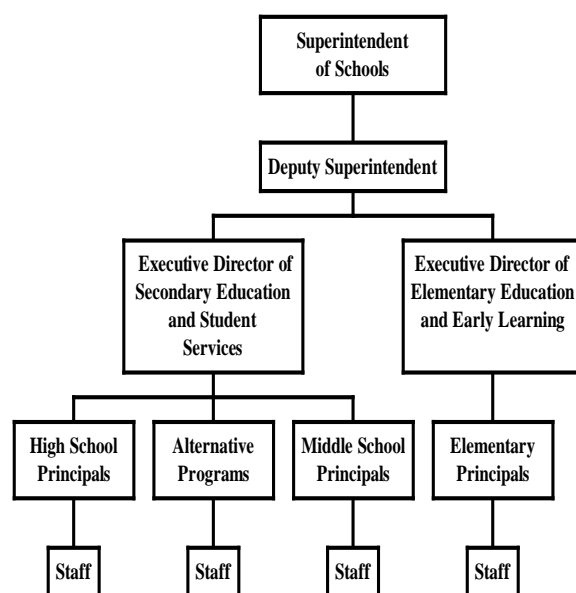 Superintendent
of Schools
Deputy Superintendent
Executive Director of
Secondary Education
and Student
Services
Executive Director of
Elementary Education
and Early Learning
High School
Principals
Alternative
Programs
Middle School
Principals
Elementary
Principals
Staff
Staff
Staff
Staff